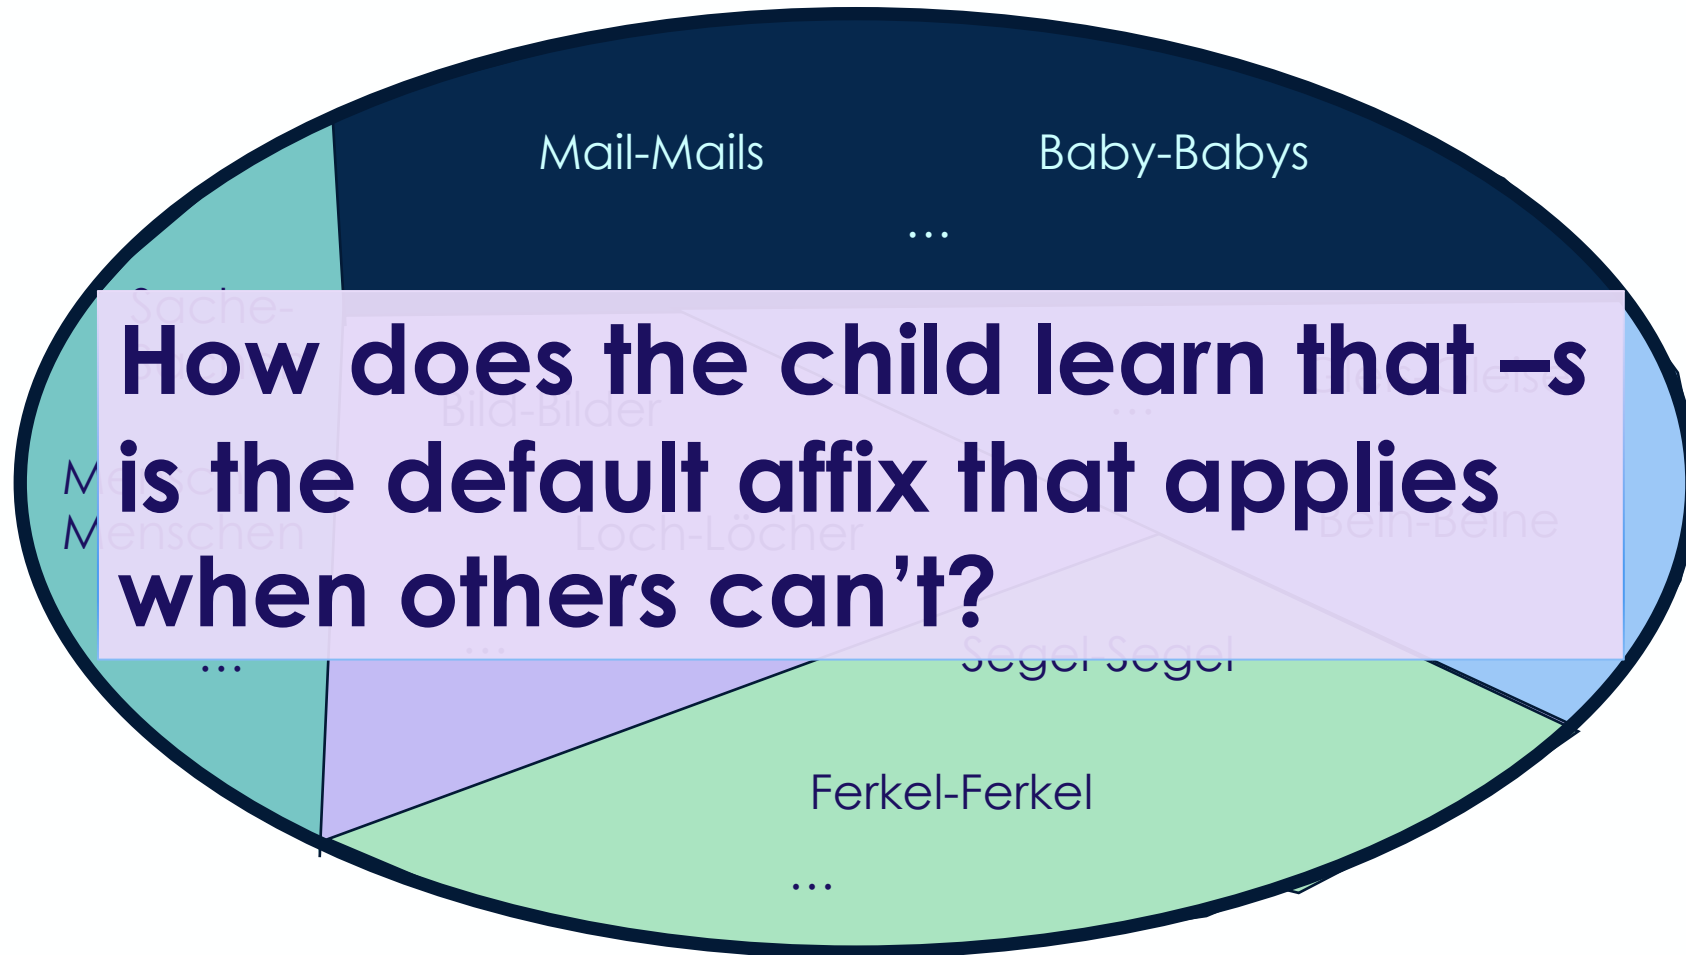 Mail-Mails
Baby-Babys
…
Sache-
How does the child learn that –s
is the default affix that applies
when others can’t?
Bild-Bilder
…
Menschen
Loch-Löcher
Bein-Beine
…
…
Segel-Segel
Ferkel-Ferkel
…